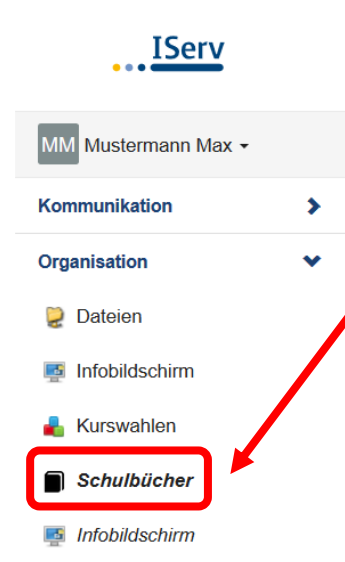 IServ
MM Mustermann Max
Kommunikation
Organisation
Dateien
Infobildschirm
Kurswahlen
Schulbücher
Infobildschirm